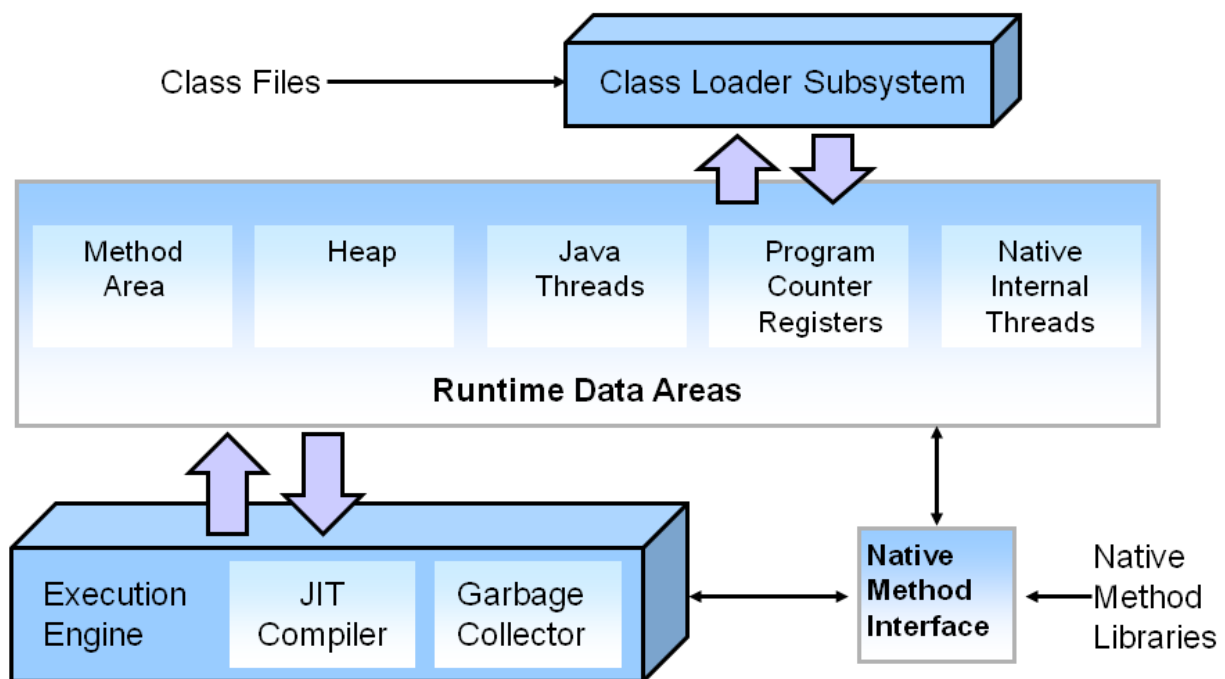 Class Files
Class Loader Subsystem
Method
Area
Heap
Java
Threads
Program
Counter
Registers
Native
Internal
Threads
Runtime Data Areas
Execution
Engine
JIT
Compiler
Garbage
Collector
Native
Method
Interface
Native
Method
Libraries